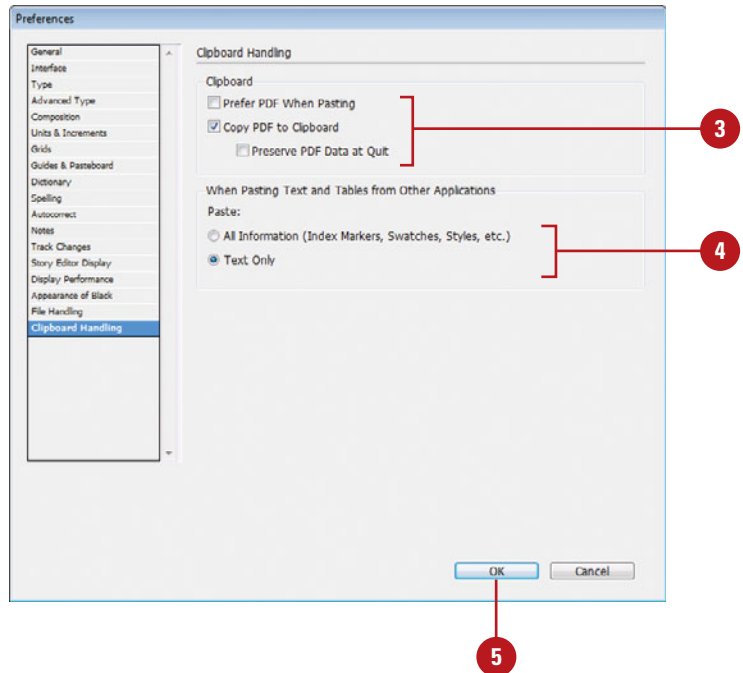 Preferences
General
Interface
Type
Advanced Type
Composition
Units & Increments
Grids
Guides & Pasteboard
Dictionary
Spelling
Autocorrect
Notes
Track Changes
Story Editor Display
Display Performance
Appearance of Black
File Handling
Clipboard Handling
Clipboard Handling
Clipboard
Prefer PDF When Pasting
Copy PDF to Clipboard
Preserve PDF Data at Quit
3
When Pasting Text and Tables from Other Applications
Paste:
All Information (Index Markers, Swatches, Styles, etc.)
Text Only
4
OK
Cancel
5